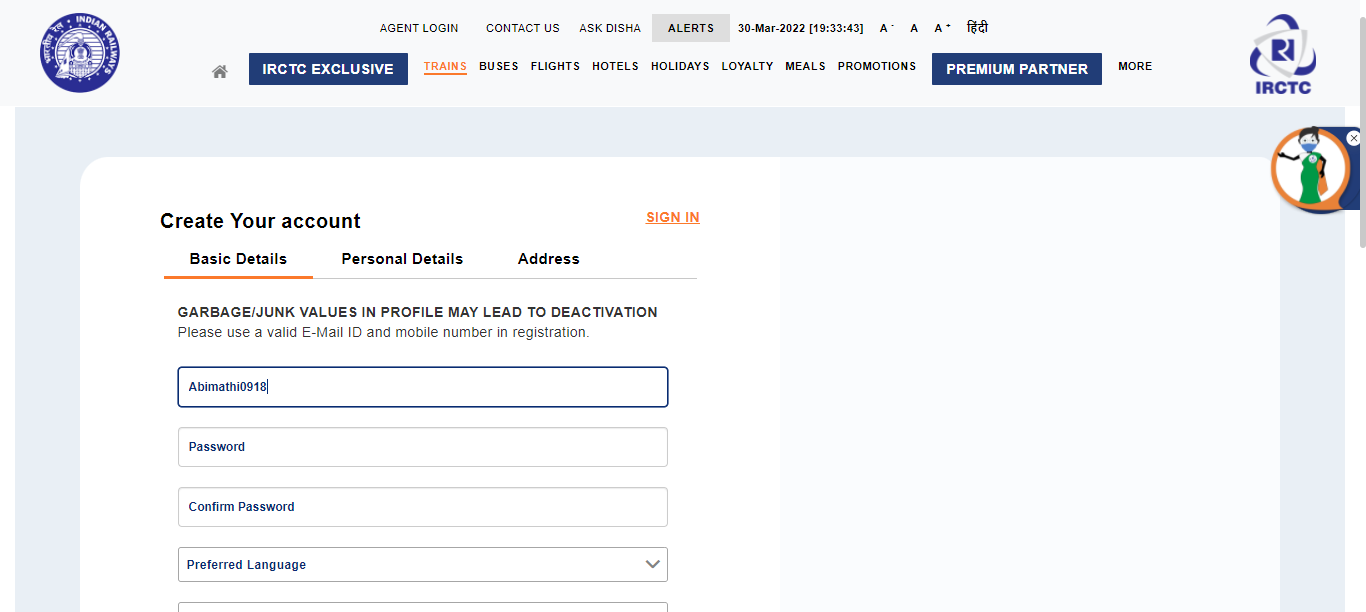 AGENT LOGIN CONTACT US ASK DISHA ALERTS 30-Mar-2022 [19:33:43] A - A A + हिंदी
IRCTC EXCLUSIVE TRAINS BUSES FLIGHTS HOTELS HOLIDAYS LOYALTY MEALS PROMOTIONS PREMIUM PARTNER MORE
भारतीय रेल INDIAN RAILWAYS
IRCTC
Create Your account SIGN IN
Basic Details Personal Details Address
GARBAGE/JUNK VALUES IN PROFILE MAY LEAD TO DEACTIVATION
Please use a valid E-Mail ID and mobile number in registration.
Abimathi0918
Password
Confirm Password
Preferred Language